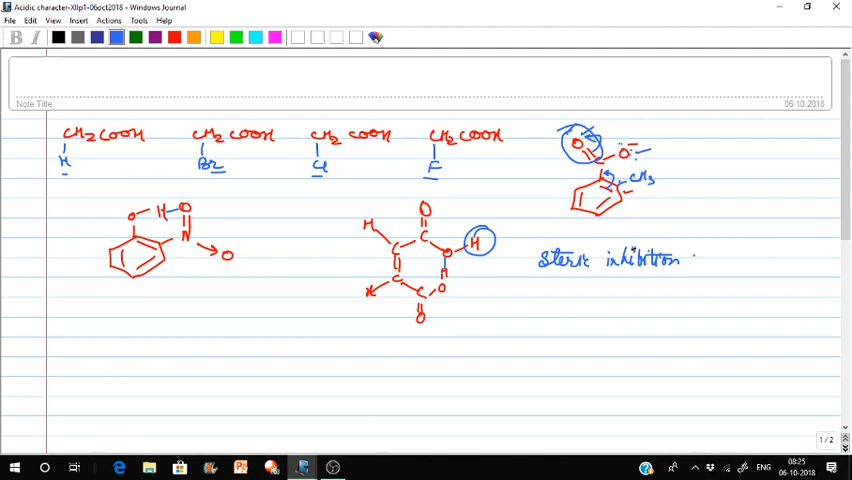 Acidic character-XIIp1-06oct2018 - Windows Journal
File Edit View Insert Actions Tools Help
B I
Note Title 06-10-2018
CH2COOH CH2COOH CH2COOH CH2COOH
H Br Cl F
O
O
CH3
O H O
N
O
O
H C H
C O
H
C O
H C
O
Steric inhibition
1 / 2
ENG 08:25
06-10-2018